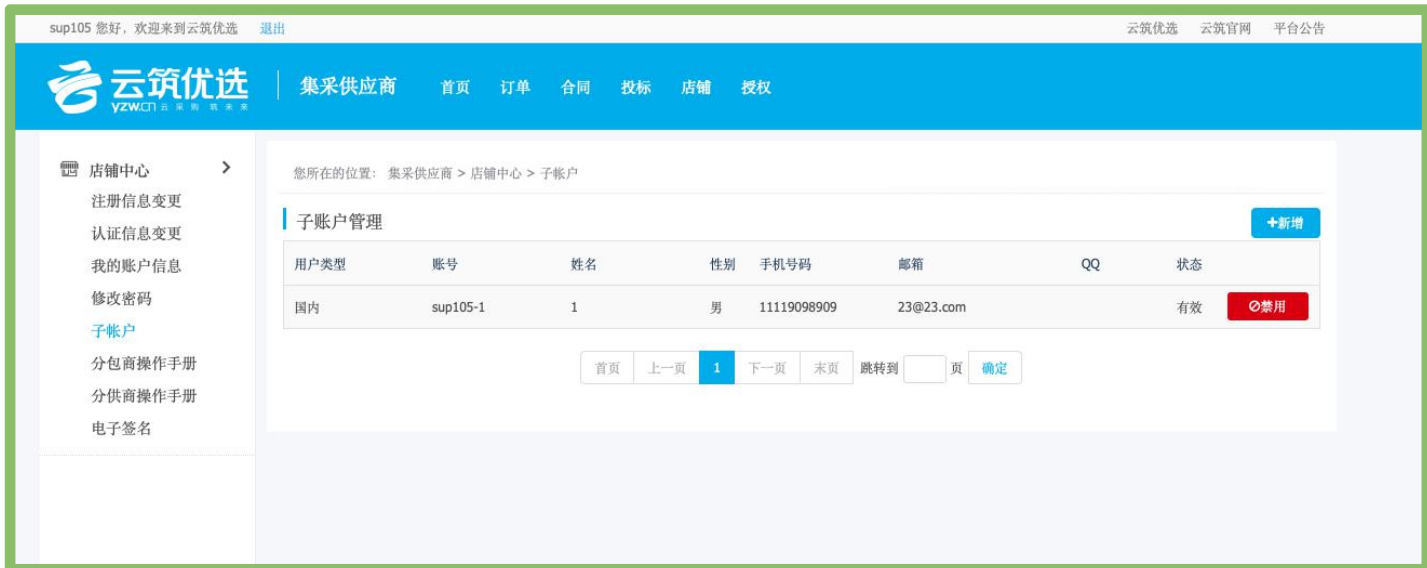 sup105 您好，欢迎来到云筑优选 退出 云筑优选 云筑官网 平台公告
云筑优选 集采供应商 首页 订单 合同 投标 店铺 授权
yzw.cn 云采购 筑未来
店铺中心
注册信息变更
认证信息变更
我的账户信息
修改密码
子帐户
分包商操作手册
分供商操作手册
电子签名
您所在的位置： 集采供应商 > 店铺中心 > 子帐户
子账户管理 +新增
用户类型 账号 姓名 性别 手机号码 邮箱 QQ 状态
国内 sup105-1 1 男 11119098909 23@23.com 有效 禁用
首页 上一页 1 下一页 末页 跳转到 页 确定